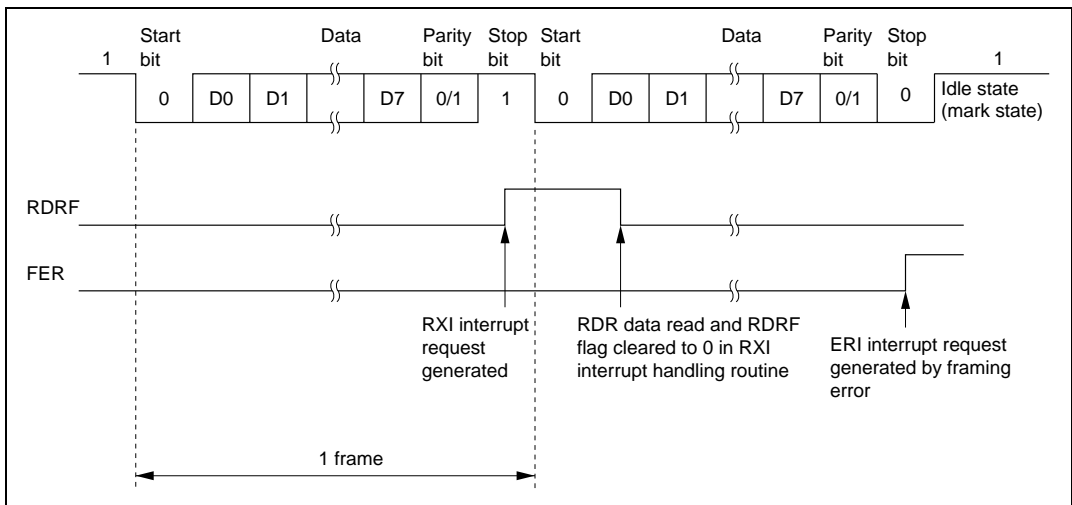 Start bit
Data
Parity bit
Stop bit
Start bit
Data
Parity bit
Stop bit
1
1
0
D0
D1
D7
0/1
1
0
D0
D1
D7
0/1
0
Idle state
(mark state)
RDRF
FER
RXI interrupt
request
generated
RDR data read and RDRF
flag cleared to 0 in RXI
interrupt handling routine
ERI interrupt request
generated by framing
error
1 frame